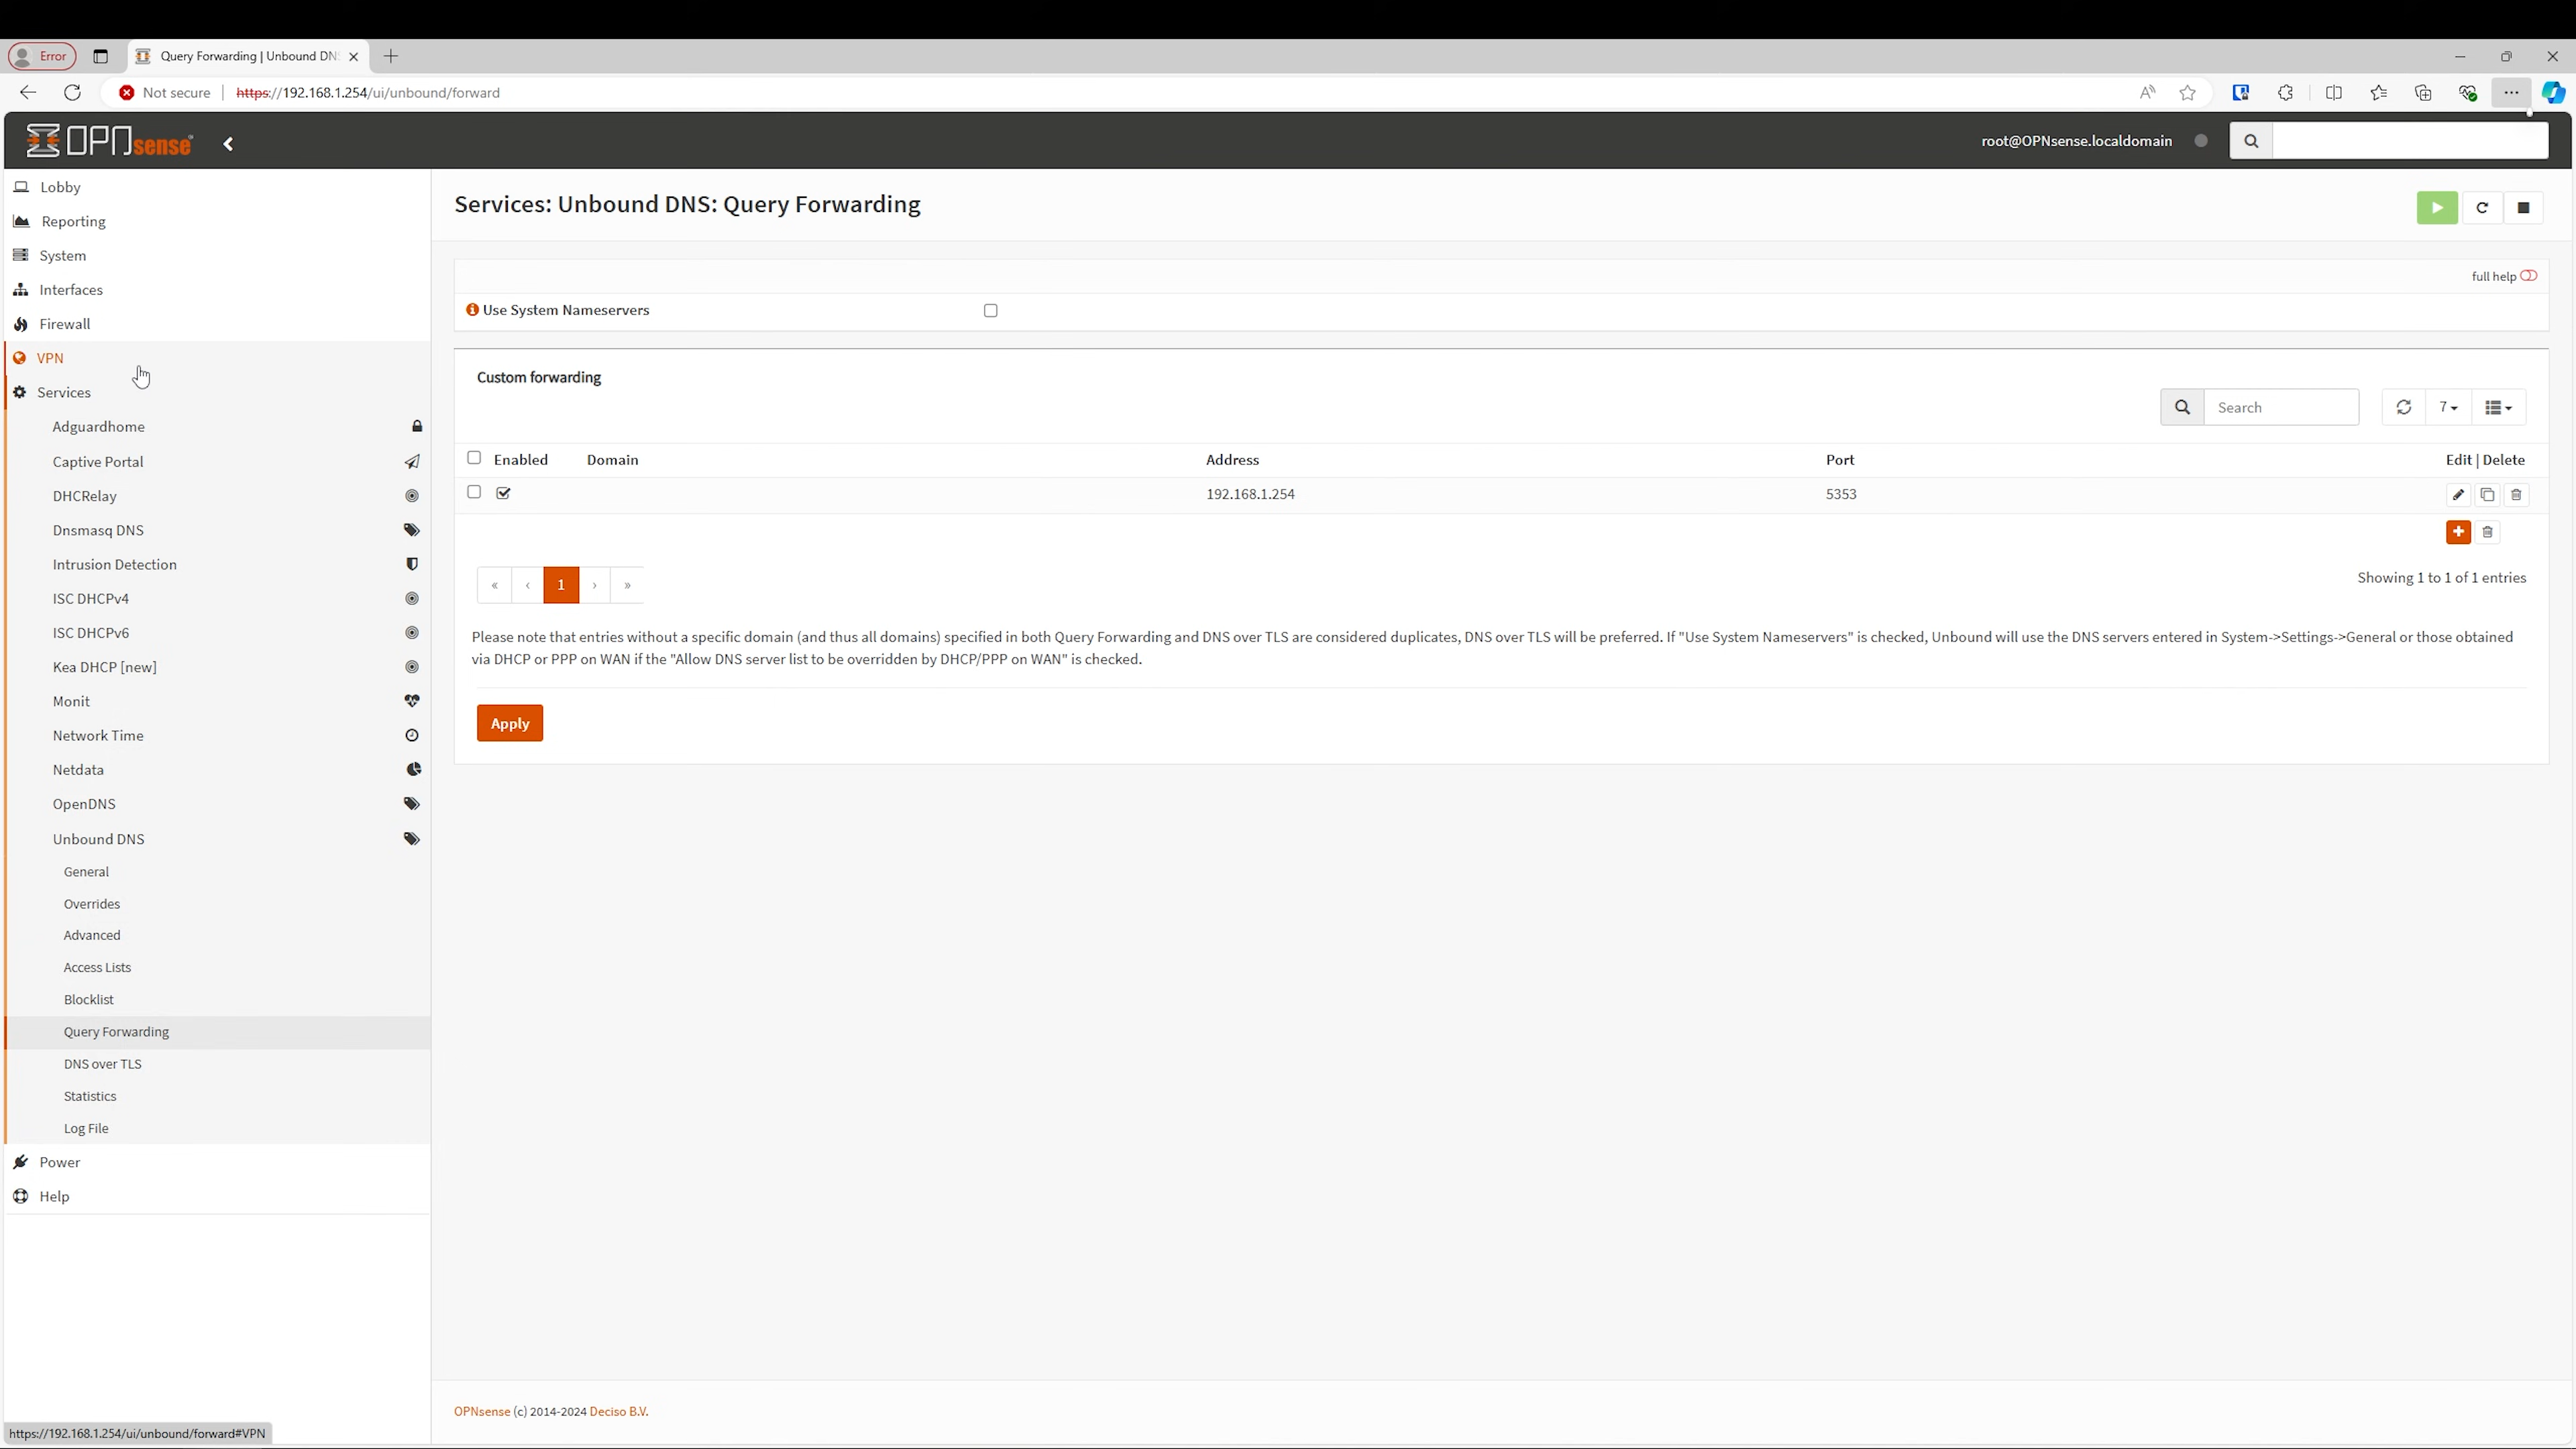 Error
Query Forwarding | Unbound DN
Not secure
https://192.168.1.254/ui/unbound/forward
OPNsense
root@OPNsense.localdomain
Lobby
Reporting
System
Interfaces
Firewall
VPN
Services
Adguardhome
Captive Portal
DHCRelay
Dnsmasq DNS
Intrusion Detection
ISC DHCPv4
ISC DHCPv6
Kea DHCP [new]
Monit
Network Time
Netdata
OpenDNS
Unbound DNS
General
Overrides
Advanced
Access Lists
Blocklist
Query Forwarding
DNS over TLS
Statistics
Log File
Power
Help
Services: Unbound DNS: Query Forwarding
full help
Use System Nameservers
Custom forwarding
Search
7
Enabled Domain Address Port Edit | Delete
192.168.1.254 5353
« ‹ 1 › »
Showing 1 to 1 of 1 entries
Please note that entries without a specific domain (and thus all domains) specified in both Query Forwarding and DNS over TLS are considered duplicates, DNS over TLS will be preferred. If "Use System Nameservers" is checked, Unbound will use the DNS servers entered in System->Settings->General or those obtained
via DHCP or PPP on WAN if the "Allow DNS server list to be overridden by DHCP/PPP on WAN" is checked.
Apply
OPNsense (c) 2014-2024 Deciso B.V.
https://192.168.1.254/ui/unbound/forward#VPN